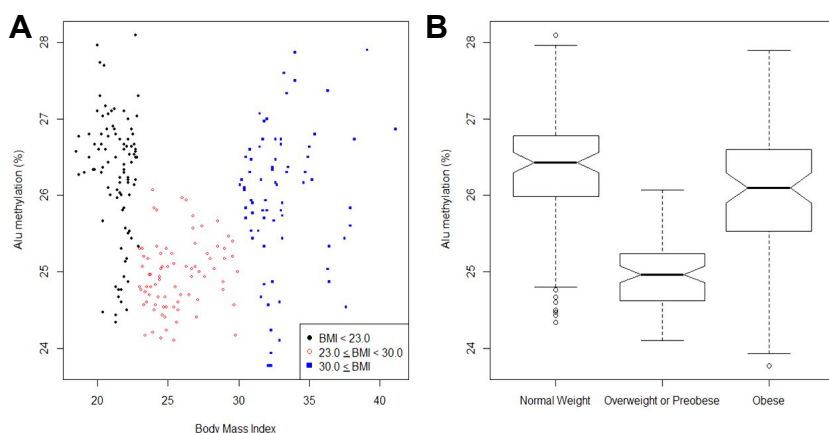 A
Alu methylation (%)
28
27
26
25
24
20
25
30
35
40
Body Mass Index
BMI < 23.0
23.0 ≤ BMI < 30.0
30.0 ≤ BMI
B
Alu methylation (%)
28
27
26
25
24
Normal Weight
Overweight or Preobese
Obese